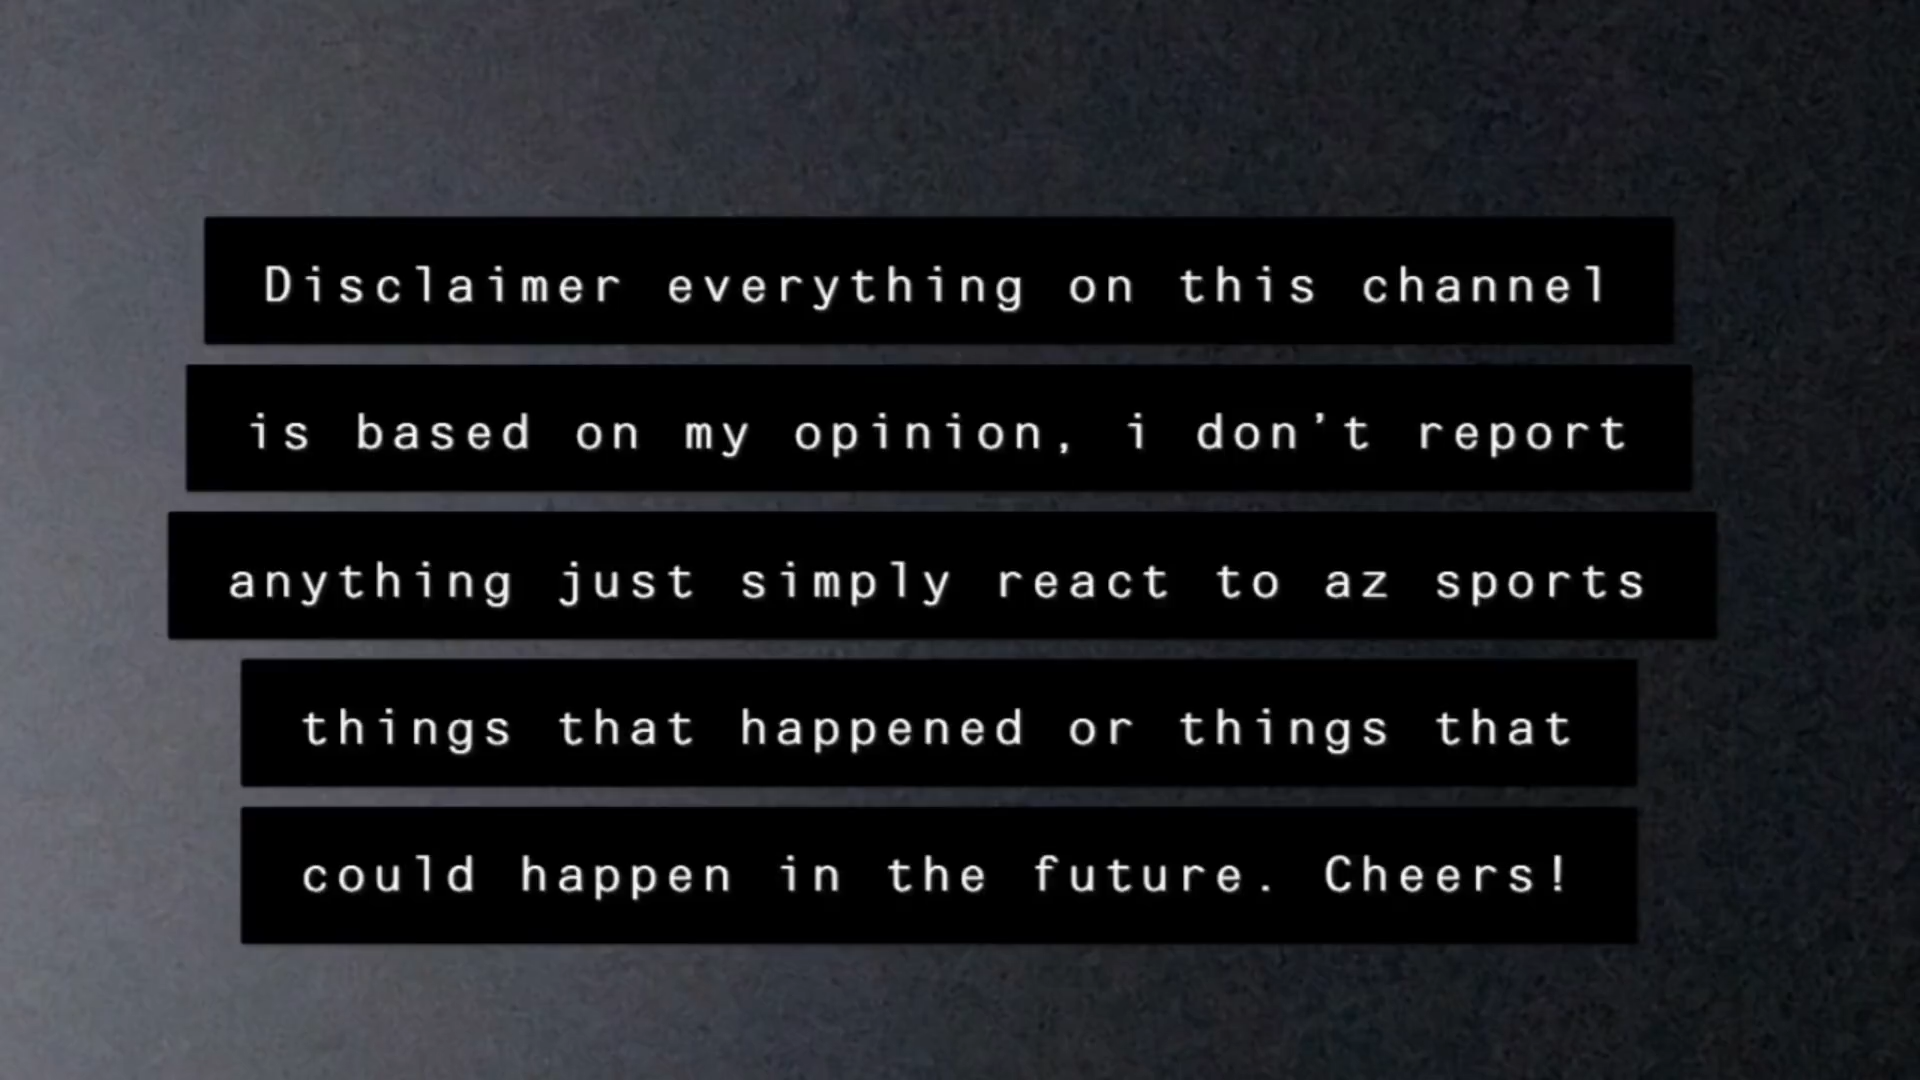 Disclaimer everything on this channel
is based on my opinion, i don't report
anything just simply react to az sports
things that happened or things that
could happen in the future. Cheers!